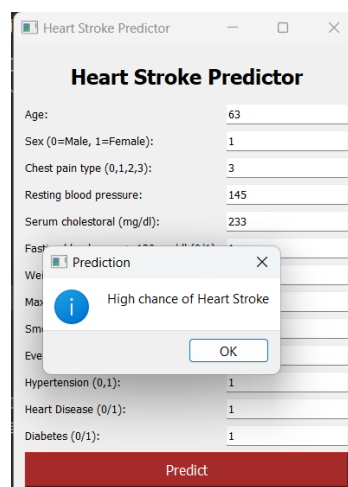 Heart Stroke Predictor
Heart Stroke Predictor
Age: 63
Sex (0=Male, 1=Female): 1
Chest pain type (0,1,2,3): 3
Resting blood pressure: 145
Serum cholestoral (mg/dl): 233
Prediction
High chance of Heart Stroke
OK
Hypertension (0,1): 1
Heart Disease (0/1): 1
Diabetes (0/1): 1
Predict